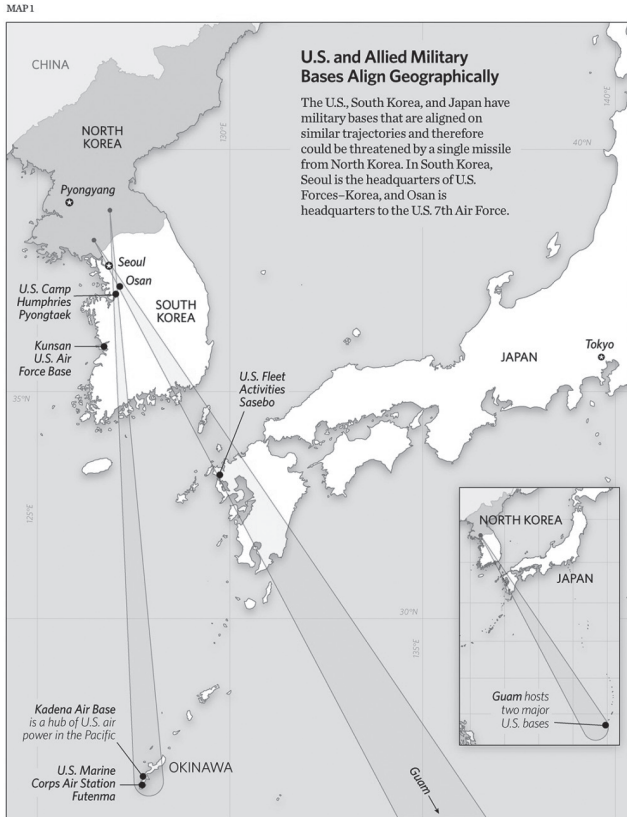 MAP 1
U.S. and Allied Military
Bases Align Geographically
The U.S., South Korea, and Japan have
military bases that are aligned on
similar trajectories and therefore
could be threatened by a single missile
from North Korea. In South Korea,
Seoul is the headquarters of U.S.
Forces–Korea, and Osan is
headquarters to the U.S. 7th Air Force.
CHINA
130°E
140°E
40°N
NORTH
KOREA
Pyongyang
Seoul
Osan
U.S. Camp
Humphries
Pyongtaek
SOUTH
KOREA
Kunsan
U.S. Air
Force Base
Tokyo
JAPAN
U.S. Fleet
Activities
Sasebo
35°N
125°E
NORTH KOREA
JAPAN
30°N
135°E
Guam hosts
two major
U.S. bases
Kadena Air Base
is a hub of U.S. air
power in the Pacific
OKINAWA
U.S. Marine
Corps Air Station
Futenma
Guam